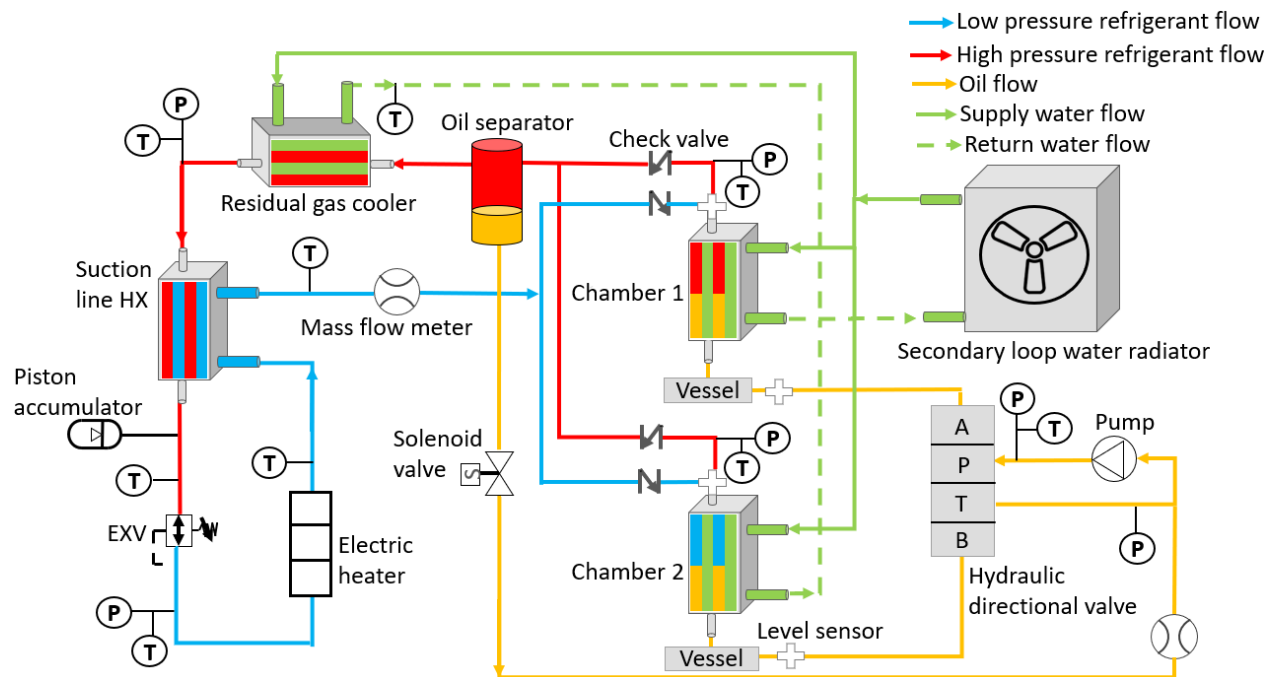 Low pressure refrigerant flow
High pressure refrigerant flow
Oil flow
Supply water flow
Return water flow
P
T
T
Oil separator
Check valve
P
T
Residual gas cooler
Suction
line HX
T
Mass flow meter
Chamber 1
Secondary loop water radiator
Vessel
Piston
accumulator
T
EXV
P
T
T
Electric
heater
Solenoid
valve
S
P
T
Chamber 2
Vessel
Level sensor
A
P
T
B
P
T
Pump
P
Hydraulic
directional valve